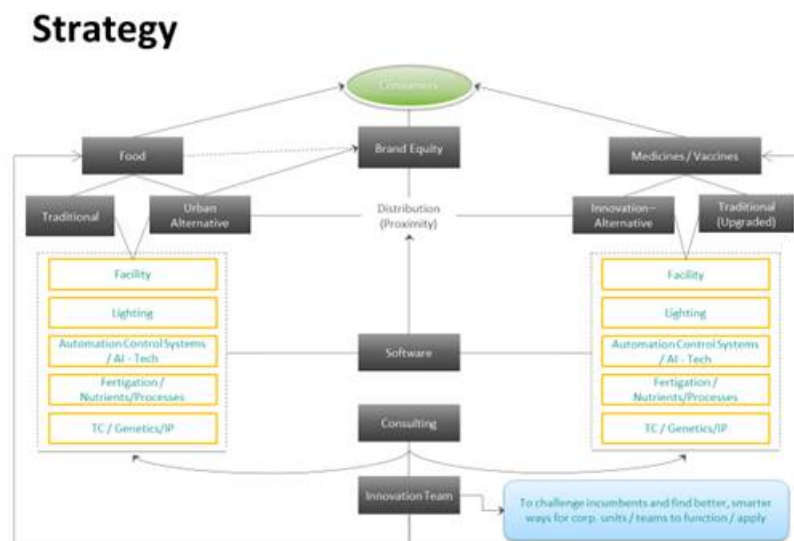 Strategy
Consumers
Food
Brand Equity
Medicines / Vaccines
Traditional
Urban
Alternative
Distribution
(Proximity)
Innovation–
Alternative
Traditional
(Upgraded)
Facility
Lighting
Automation Control Systems
/ AI - Tech
Fertigation /
Nutrients/Processes
TC / Genetics/IP
Software
Facility
Lighting
Automation Control Systems
/ AI - Tech
Fertigation /
Nutrients/Processes
TC / Genetics/IP
Consulting
Innovation Team
To challenge incumbents and find better, smarter
ways for corp. units / teams to function / apply